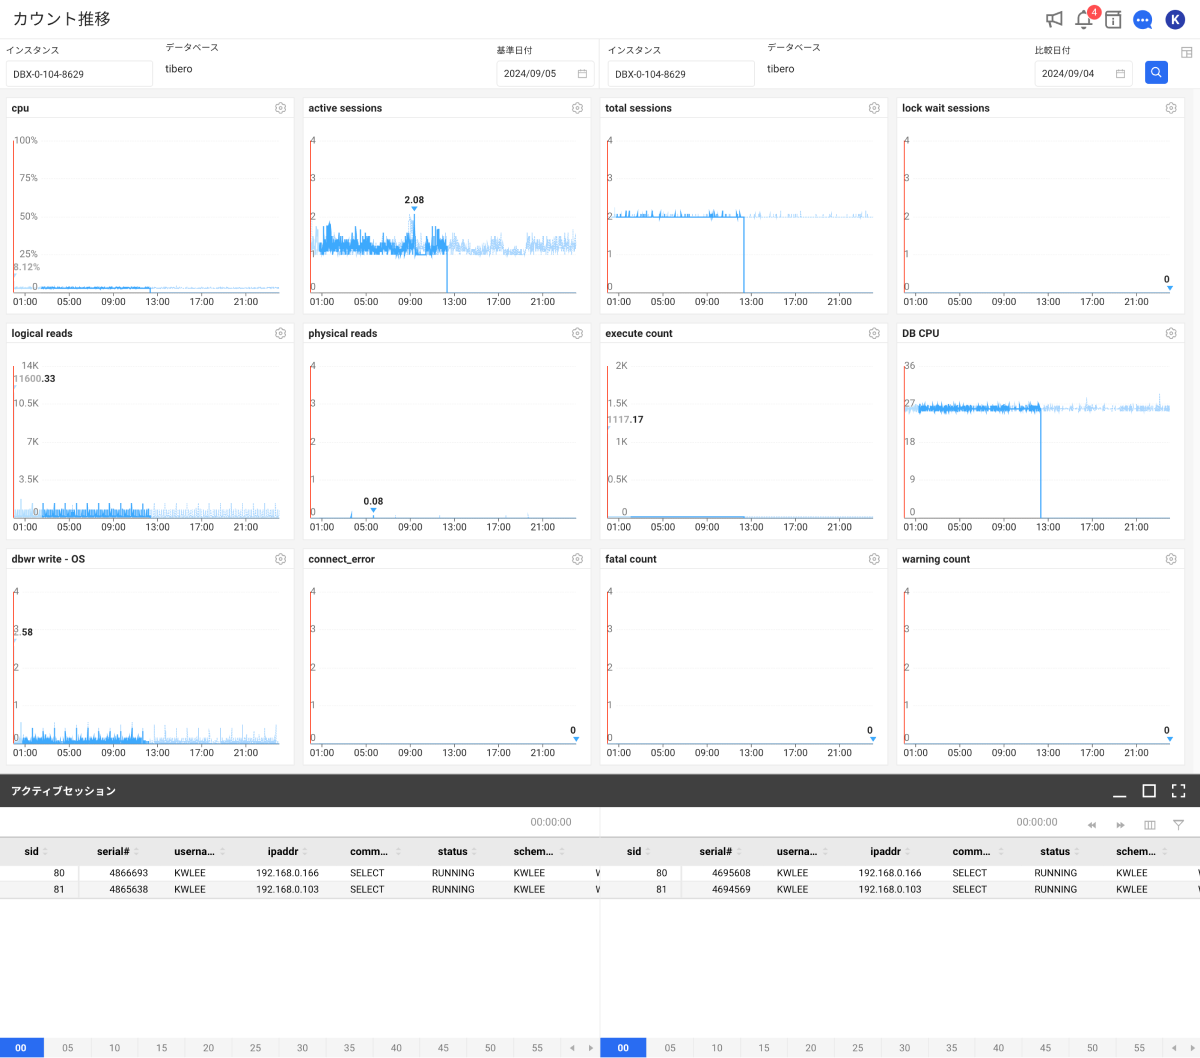 カウント推移
4
K
インスタンス
データベース
基準日付
インスタンス
データベース
比較日付
DBX-0-104-8629
tibero
2024/09/05
DBX-0-104-8629
tibero
2024/09/04
cpu
100%
75%
50%
25%
8.12%
0
01:00 05:00 09:00 13:00 17:00 21:00
active sessions
4
3
2.08
2
1
0
01:00 05:00 09:00 13:00 17:00 21:00
total sessions
4
3
2
1
0
01:00 05:00 09:00 13:00 17:00 21:00
lock wait sessions
4
3
2
1
0
0
01:00 05:00 09:00 13:00 17:00 21:00
logical reads
14K
11600.33
10.5K
7K
3.5K
0
01:00 05:00 09:00 13:00 17:00 21:00
physical reads
4
3
2
1
0.08
0
01:00 05:00 09:00 13:00 17:00 21:00
execute count
2K
1.5K
1117.17
1K
0.5K
0
01:00 05:00 09:00 13:00 17:00 21:00
DB CPU
36
27
18
9
0
01:00 05:00 09:00 13:00 17:00 21:00
dbwr write - OS
4
3
2.58
2
1
0
01:00 05:00 09:00 13:00 17:00 21:00
connect_error
4
3
2
1
0
0
01:00 05:00 09:00 13:00 17:00 21:00
fatal count
4
3
2
1
0
0
01:00 05:00 09:00 13:00 17:00 21:00
warning count
4
3
2
1
0
0
01:00 05:00 09:00 13:00 17:00 21:00
アクティブセッション
00:00:00
00:00:00
sid serial# userna... ipaddr comm... status schem... sid serial# userna... ipaddr comm... status schem...
80 4866693 KWLEE 192.168.0.166 SELECT RUNNING KWLEE 80 4695608 KWLEE 192.168.0.166 SELECT RUNNING KWLEE
81 4865638 KWLEE 192.168.0.103 SELECT RUNNING KWLEE 81 4694569 KWLEE 192.168.0.103 SELECT RUNNING KWLEE
00 05 10 15 20 25 30 35 40 45 50 55 00 05 10 15 20 25 30 35 40 45 50 55